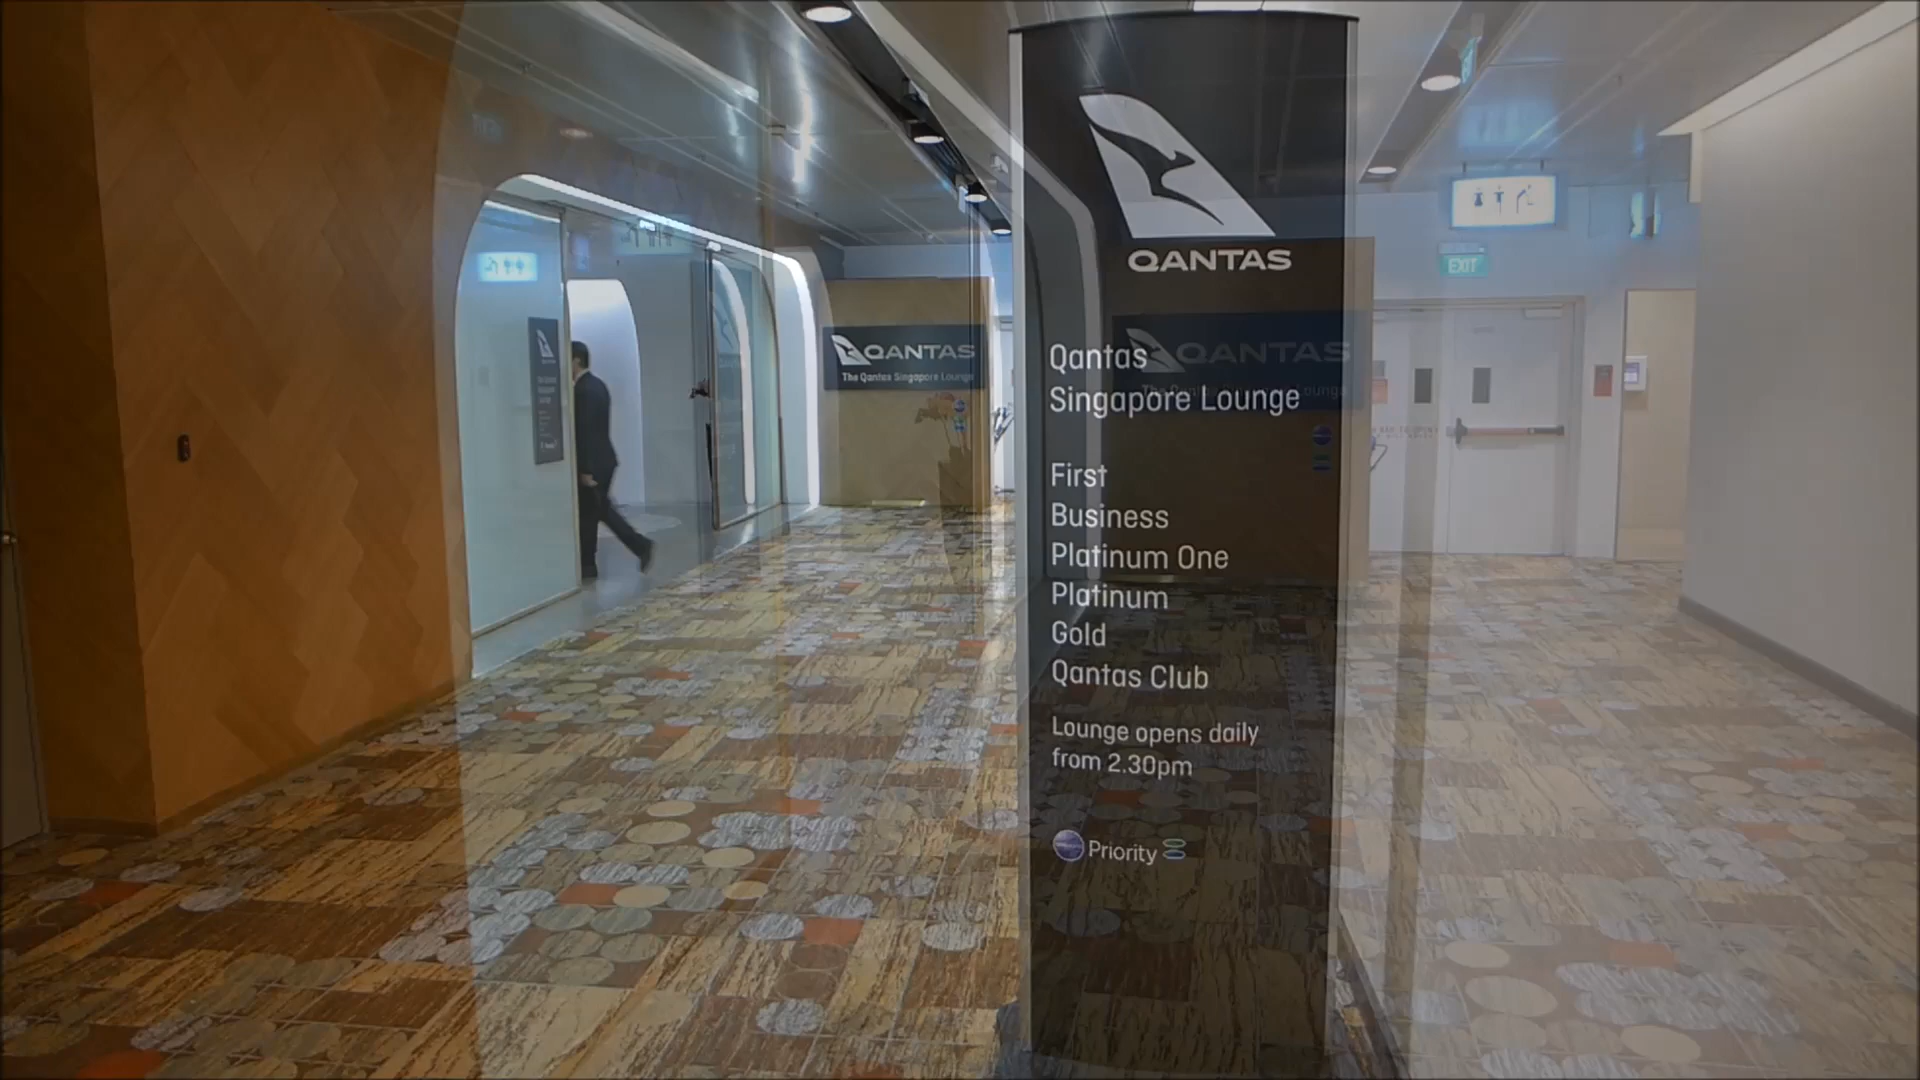 QANTAS
Qantas
Singapore Lounge
First
Business
Platinum One
Platinum
Gold
Qantas Club
Lounge opens daily
from 2.30pm
Priority
QANTAS
The Qantas Singapore Lounge
QANTAS
EXIT